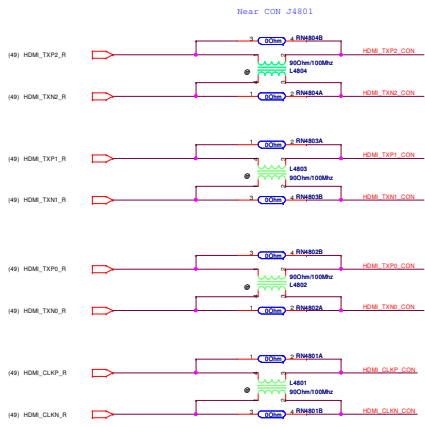 Near CON J4801
3 0Ohm 4 RN4804B
(49) HDMI_TXP2_R HDMI_TXP2_CON
90Ohm/100Mhz
@ L4804
(49) HDMI_TXN2_R 1 0Ohm 2 RN4804A HDMI_TXN2_CON
1 0Ohm 2 RN4803A
(49) HDMI_TXP1_R HDMI_TXP1_CON
L4803
@ 90Ohm/100Mhz
(49) HDMI_TXN1_R 3 0Ohm 4 RN4803B HDMI_TXN1_CON
3 0Ohm 4 RN4802B
(49) HDMI_TXP0_R HDMI_TXP0_CON
90Ohm/100Mhz
@ L4802
(49) HDMI_TXN0_R 1 0Ohm 2 RN4802A HDMI_TXN0_CON
1 0Ohm 2 RN4801A
(49) HDMI_CLKP_R HDMI_CLKP_CON
L4801
@ 90Ohm/100Mhz
(49) HDMI_CLKN_R 3 0Ohm 4 RN4801B HDMI_CLKN_CON